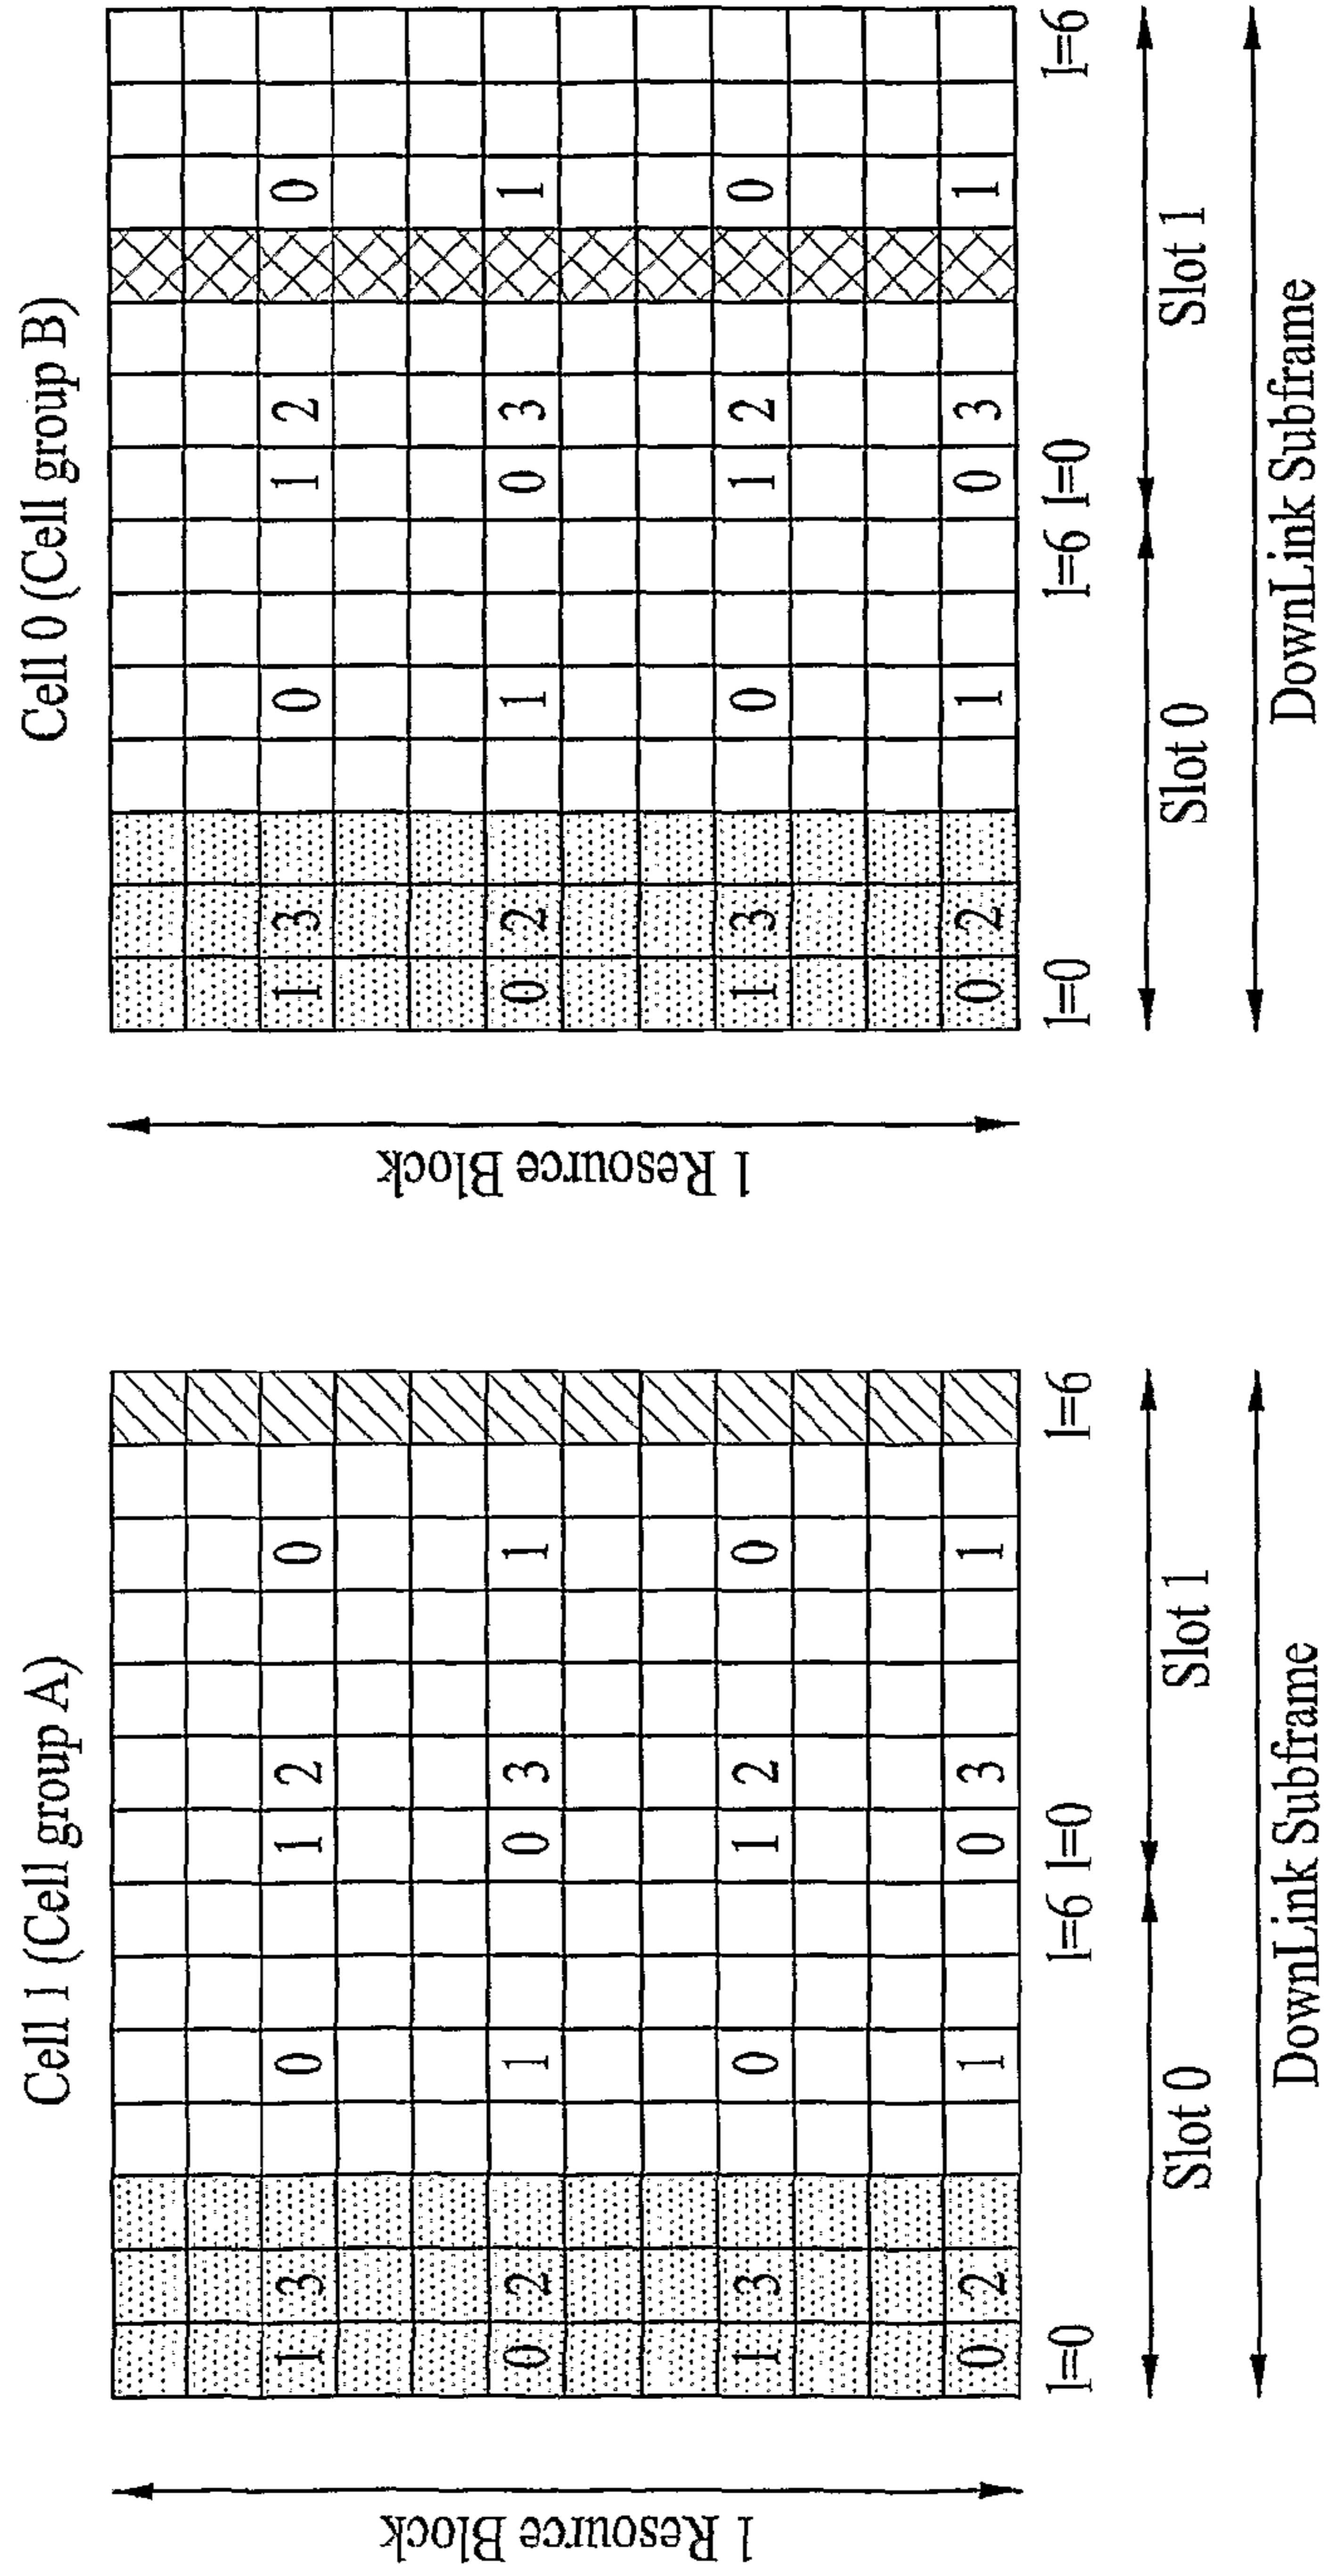 Cell 1 (Cell group A)
1 Resource Block
1 3 0 1 2 0
0 2 1 0 3 1
1 3 0 1 2 0
0 2 1 0 3 1
l=0 l=6 l=0 l=6
Slot 0 Slot 1
DownLink Subframe
Cell 0 (Cell group B)
1 Resource Block
1 3 0 1 2 0
0 2 1 0 3 1
1 3 0 1 2 0
0 2 1 0 3 1
l=0 l=6 l=0 l=6
Slot 0 Slot 1
DownLink Subframe